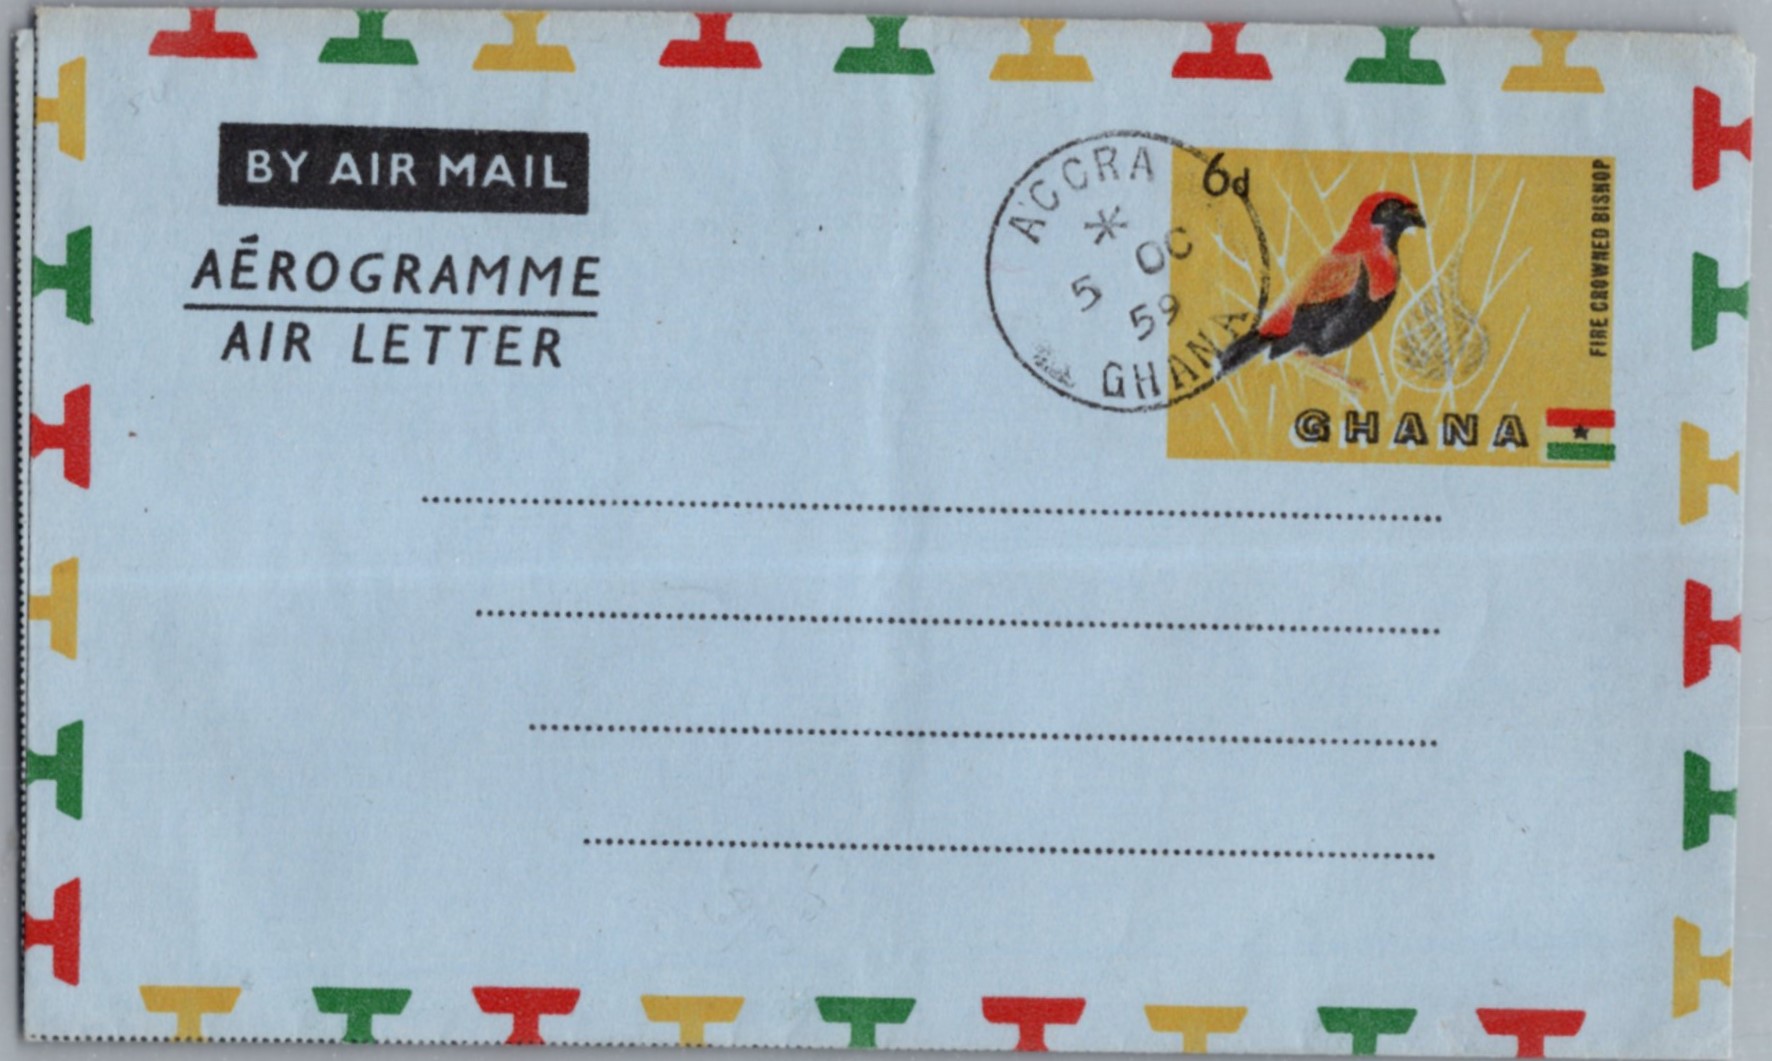 BY AIR MAIL
AÉROGRAMME
AIR LETTER
ACCRA
5 OC
59
GHANA
6d
FIRE CROWNED BISHOP
GHANA